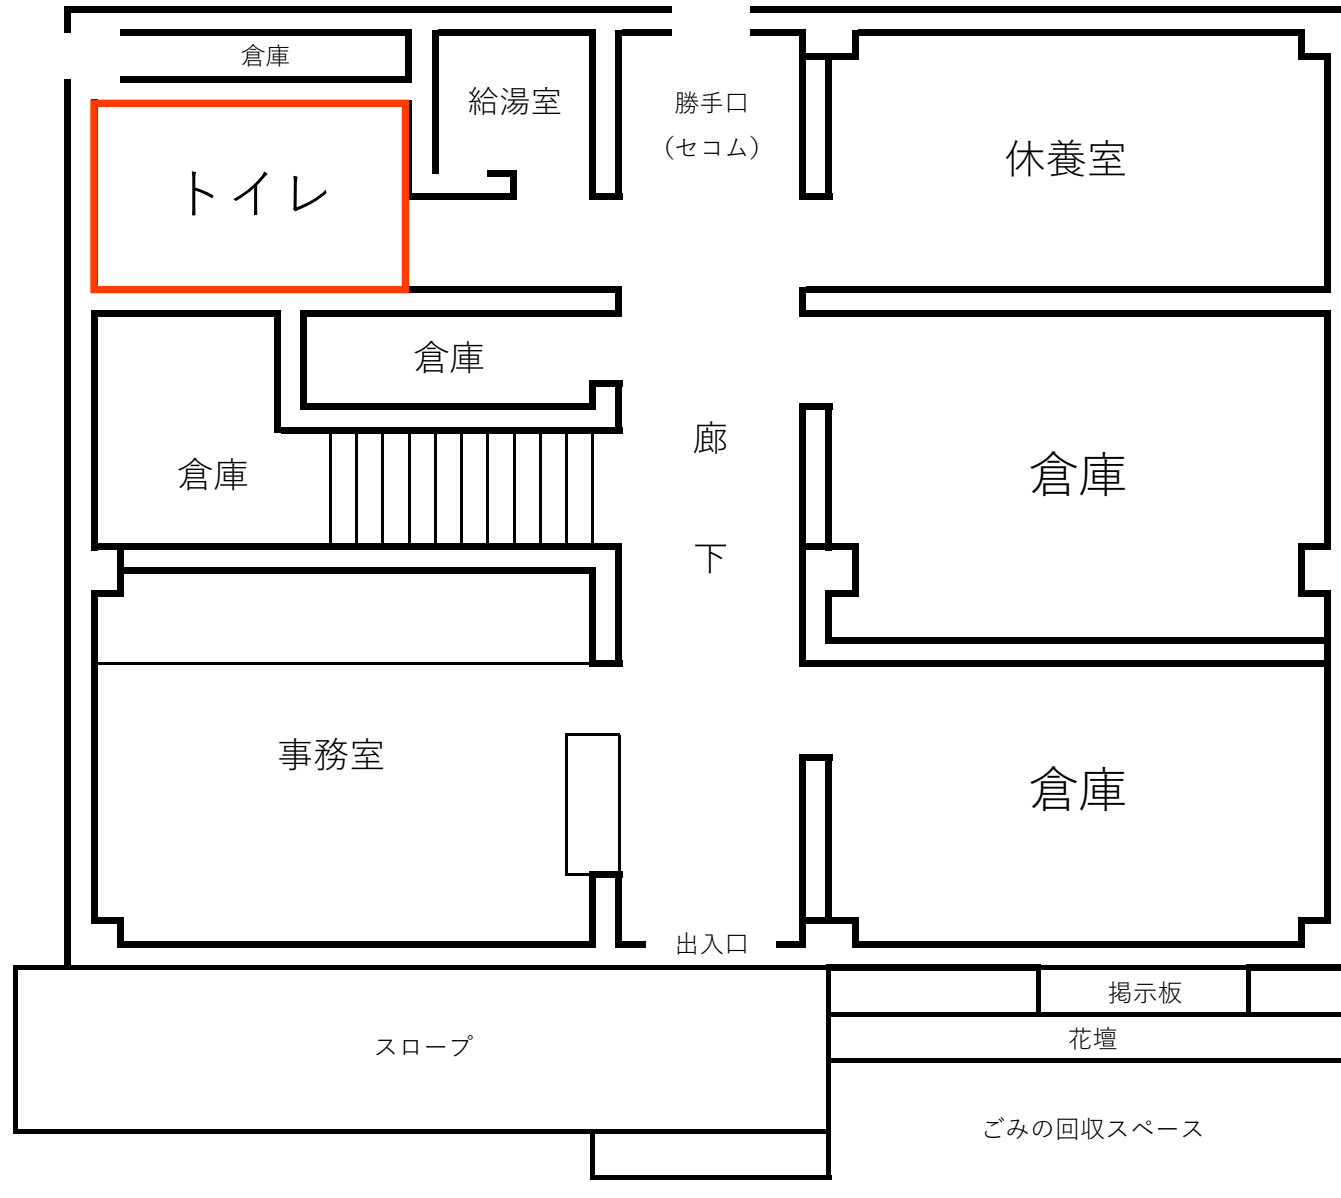 倉庫
給湯室
勝手口
（セコム）
休養室
トイレ
倉庫
廊
下
倉庫
倉庫
事務室
倉庫
出入口
掲示板
花壇
スロープ
ごみの回収スペース